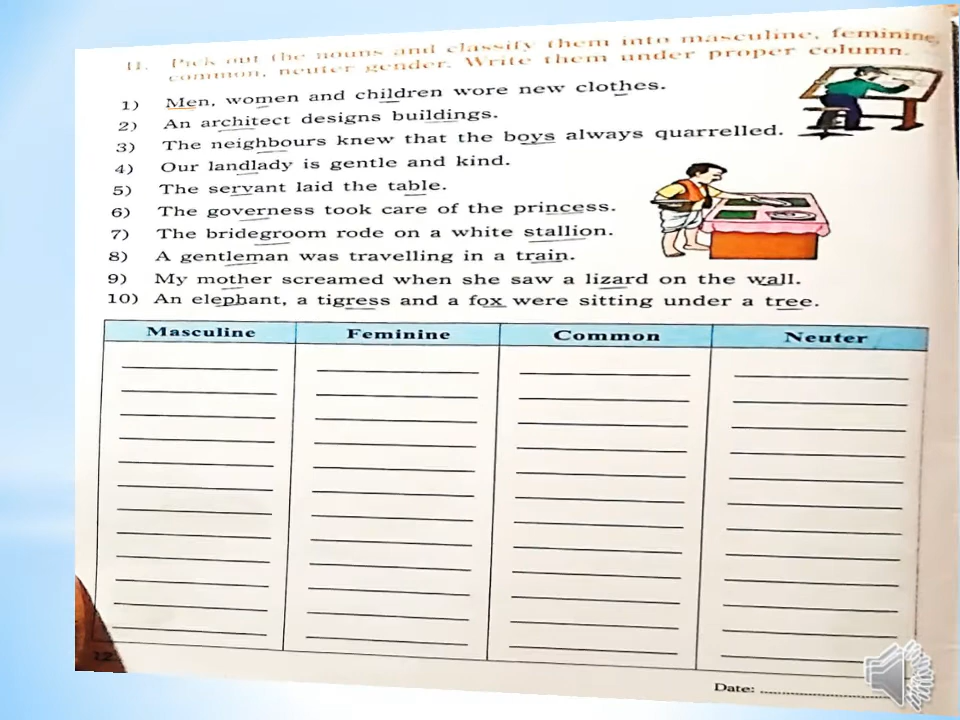 II. Pick out the nouns and classify them into masculine, feminine,
common, neuter gender. Write them under proper column.
1) Men, women and children wore new clothes.
2) An architect designs buildings.
3) The neighbours knew that the boys always quarrelled.
4) Our landlady is gentle and kind.
5) The servant laid the table.
6) The governess took care of the princess.
7) The bridegroom rode on a white stallion.
8) A gentleman was travelling in a train.
9) My mother screamed when she saw a lizard on the wall.
10) An elephant, a tigress and a fox were sitting under a tree.
Masculine Feminine Common Neuter
12
Date: